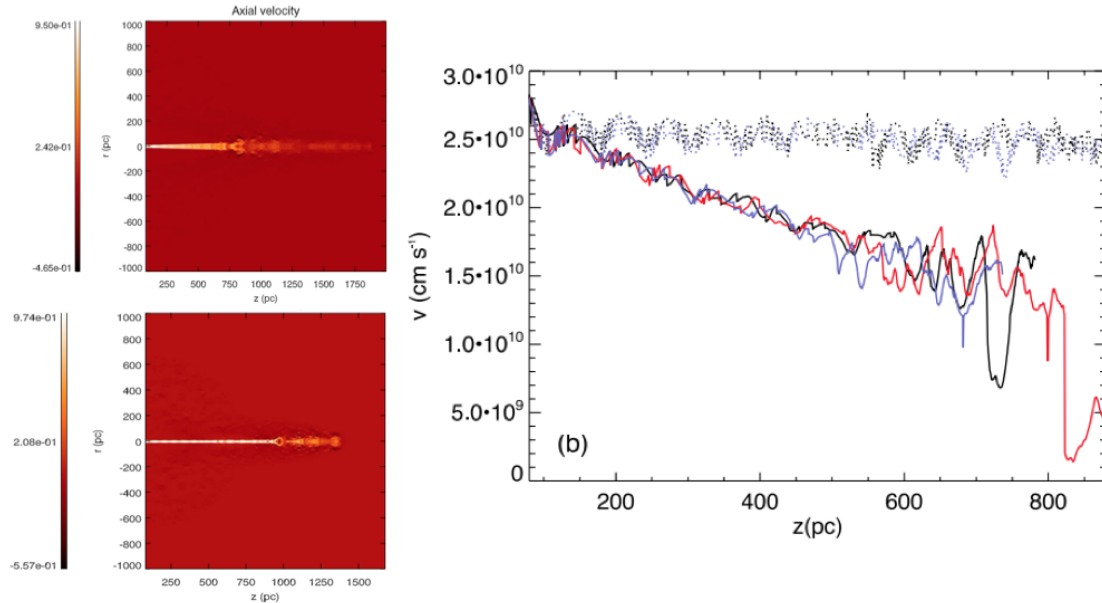 Axial velocity
9.50e-01
2.42e-01
-4.65e-01
r (pc)
1000
800
600
400
200
0
-200
-400
-600
-800
-1000
250 500 750 1000 1250 1500 1750
z (pc)
9.74e-01
2.08e-01
-5.57e-01
r (pc)
1000
800
600
400
200
0
-200
-400
-600
-800
-1000
250 500 750 1000 1250 1500
z (pc)
v (cm s⁻¹)
3.0•10¹⁰
2.5•10¹⁰
2.0•10¹⁰
1.5•10¹⁰
1.0•10¹⁰
5.0•10⁹
0
(b)
200 400 600 800
z(pc)